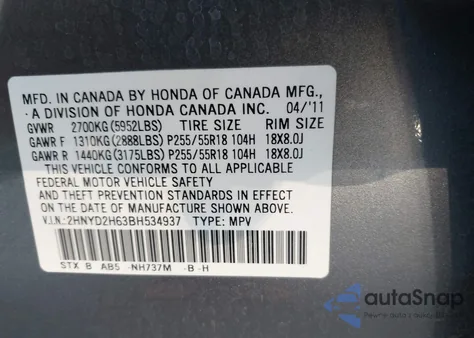 MFD. IN CANADA BY HONDA OF CANADA MFG.,
A DIVISION OF HONDA CANADA INC. 04/'11
GVWR 2700KG (5952LBS) TIRE SIZE RIM SIZE
GAWR F 1310KG (2888LBS) P255/55R18 104H 18X8.0J
GAWR R 1440KG (3175LBS) P255/55R18 104H 18X8.0J
THIS VEHICLE CONFORMS TO ALL APPLICABLE
FEDERAL MOTOR VEHICLE SAFETY
AND THEFT PREVENTION STANDARDS IN EFFECT
ON THE DATE OF MANUFACTURE SHOWN ABOVE.
V.I.N.:2HNYD2H63BH534937 TYPE: MPV
STX B AB5 -NH737M -B -H
autoSnap